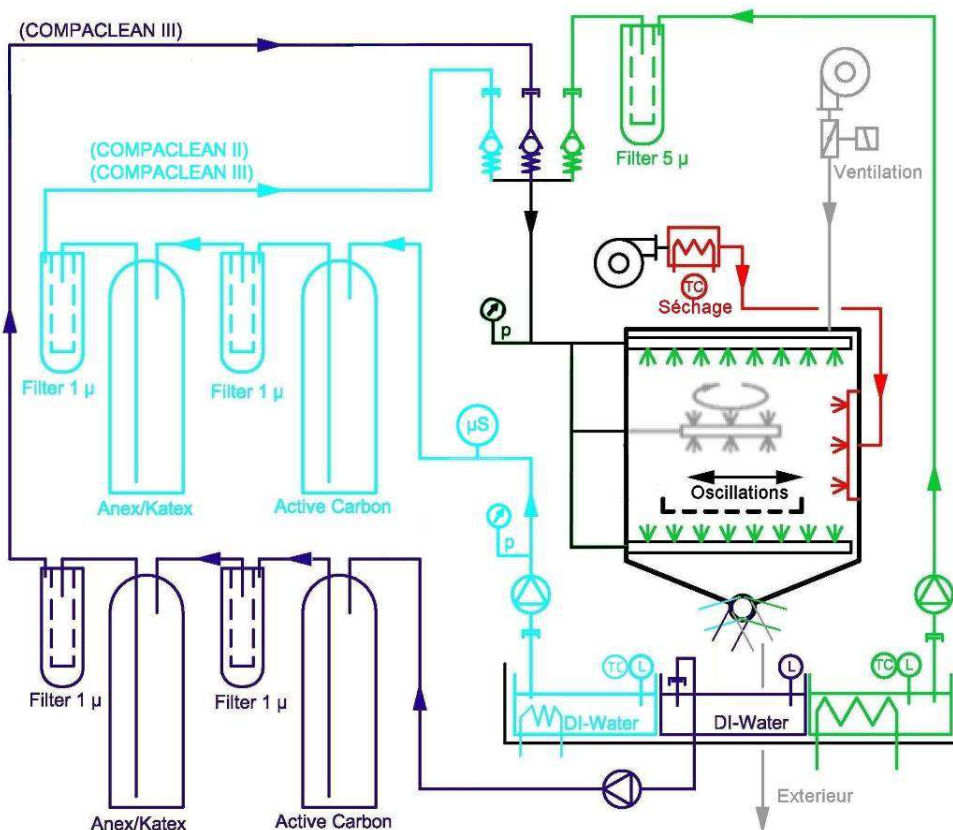 (COMPACLEAN III)
(COMPACLEAN II)
(COMPACLEAN III)
Filter 5 µ
Ventilation
TC
Séchage
p
Filter 1 µ
Filter 1 µ
µS
Oscillations
Anex/Katex
Active Carbon
p
Filter 1 µ
Filter 1 µ
TC
L
L
TC
L
DI-Water
DI-Water
Exterieur
Anex/Katex
Active Carbon